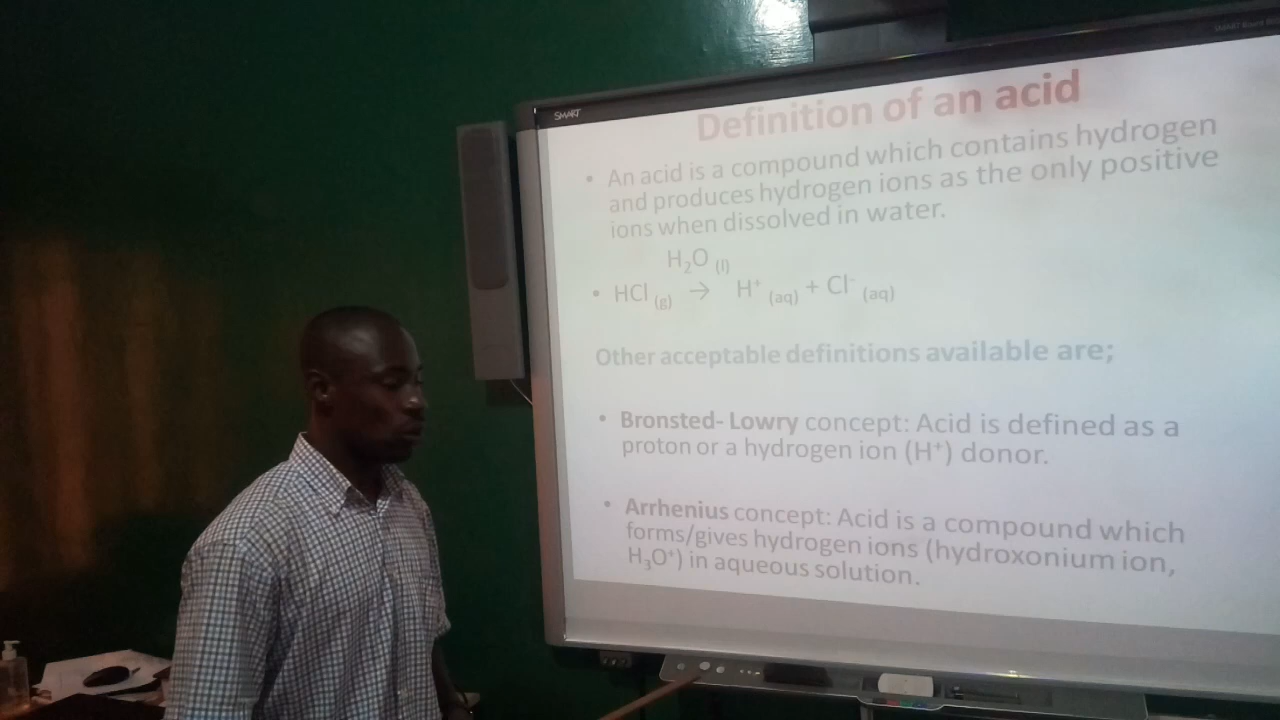 SMART
Definition of an acid
• An acid is a compound which contains hydrogen
and produces hydrogen ions as the only positive
ions when dissolved in water.
H₂O (l)
• HCl (g) → H⁺ (aq) + Cl⁻ (aq)
Other acceptable definitions available are;
• Bronsted- Lowry concept: Acid is defined as a
proton or a hydrogen ion (H⁺) donor.
• Arrhenius concept: Acid is a compound which
forms/gives hydrogen ions (hydroxonium ion,
H₃O⁺) in aqueous solution.